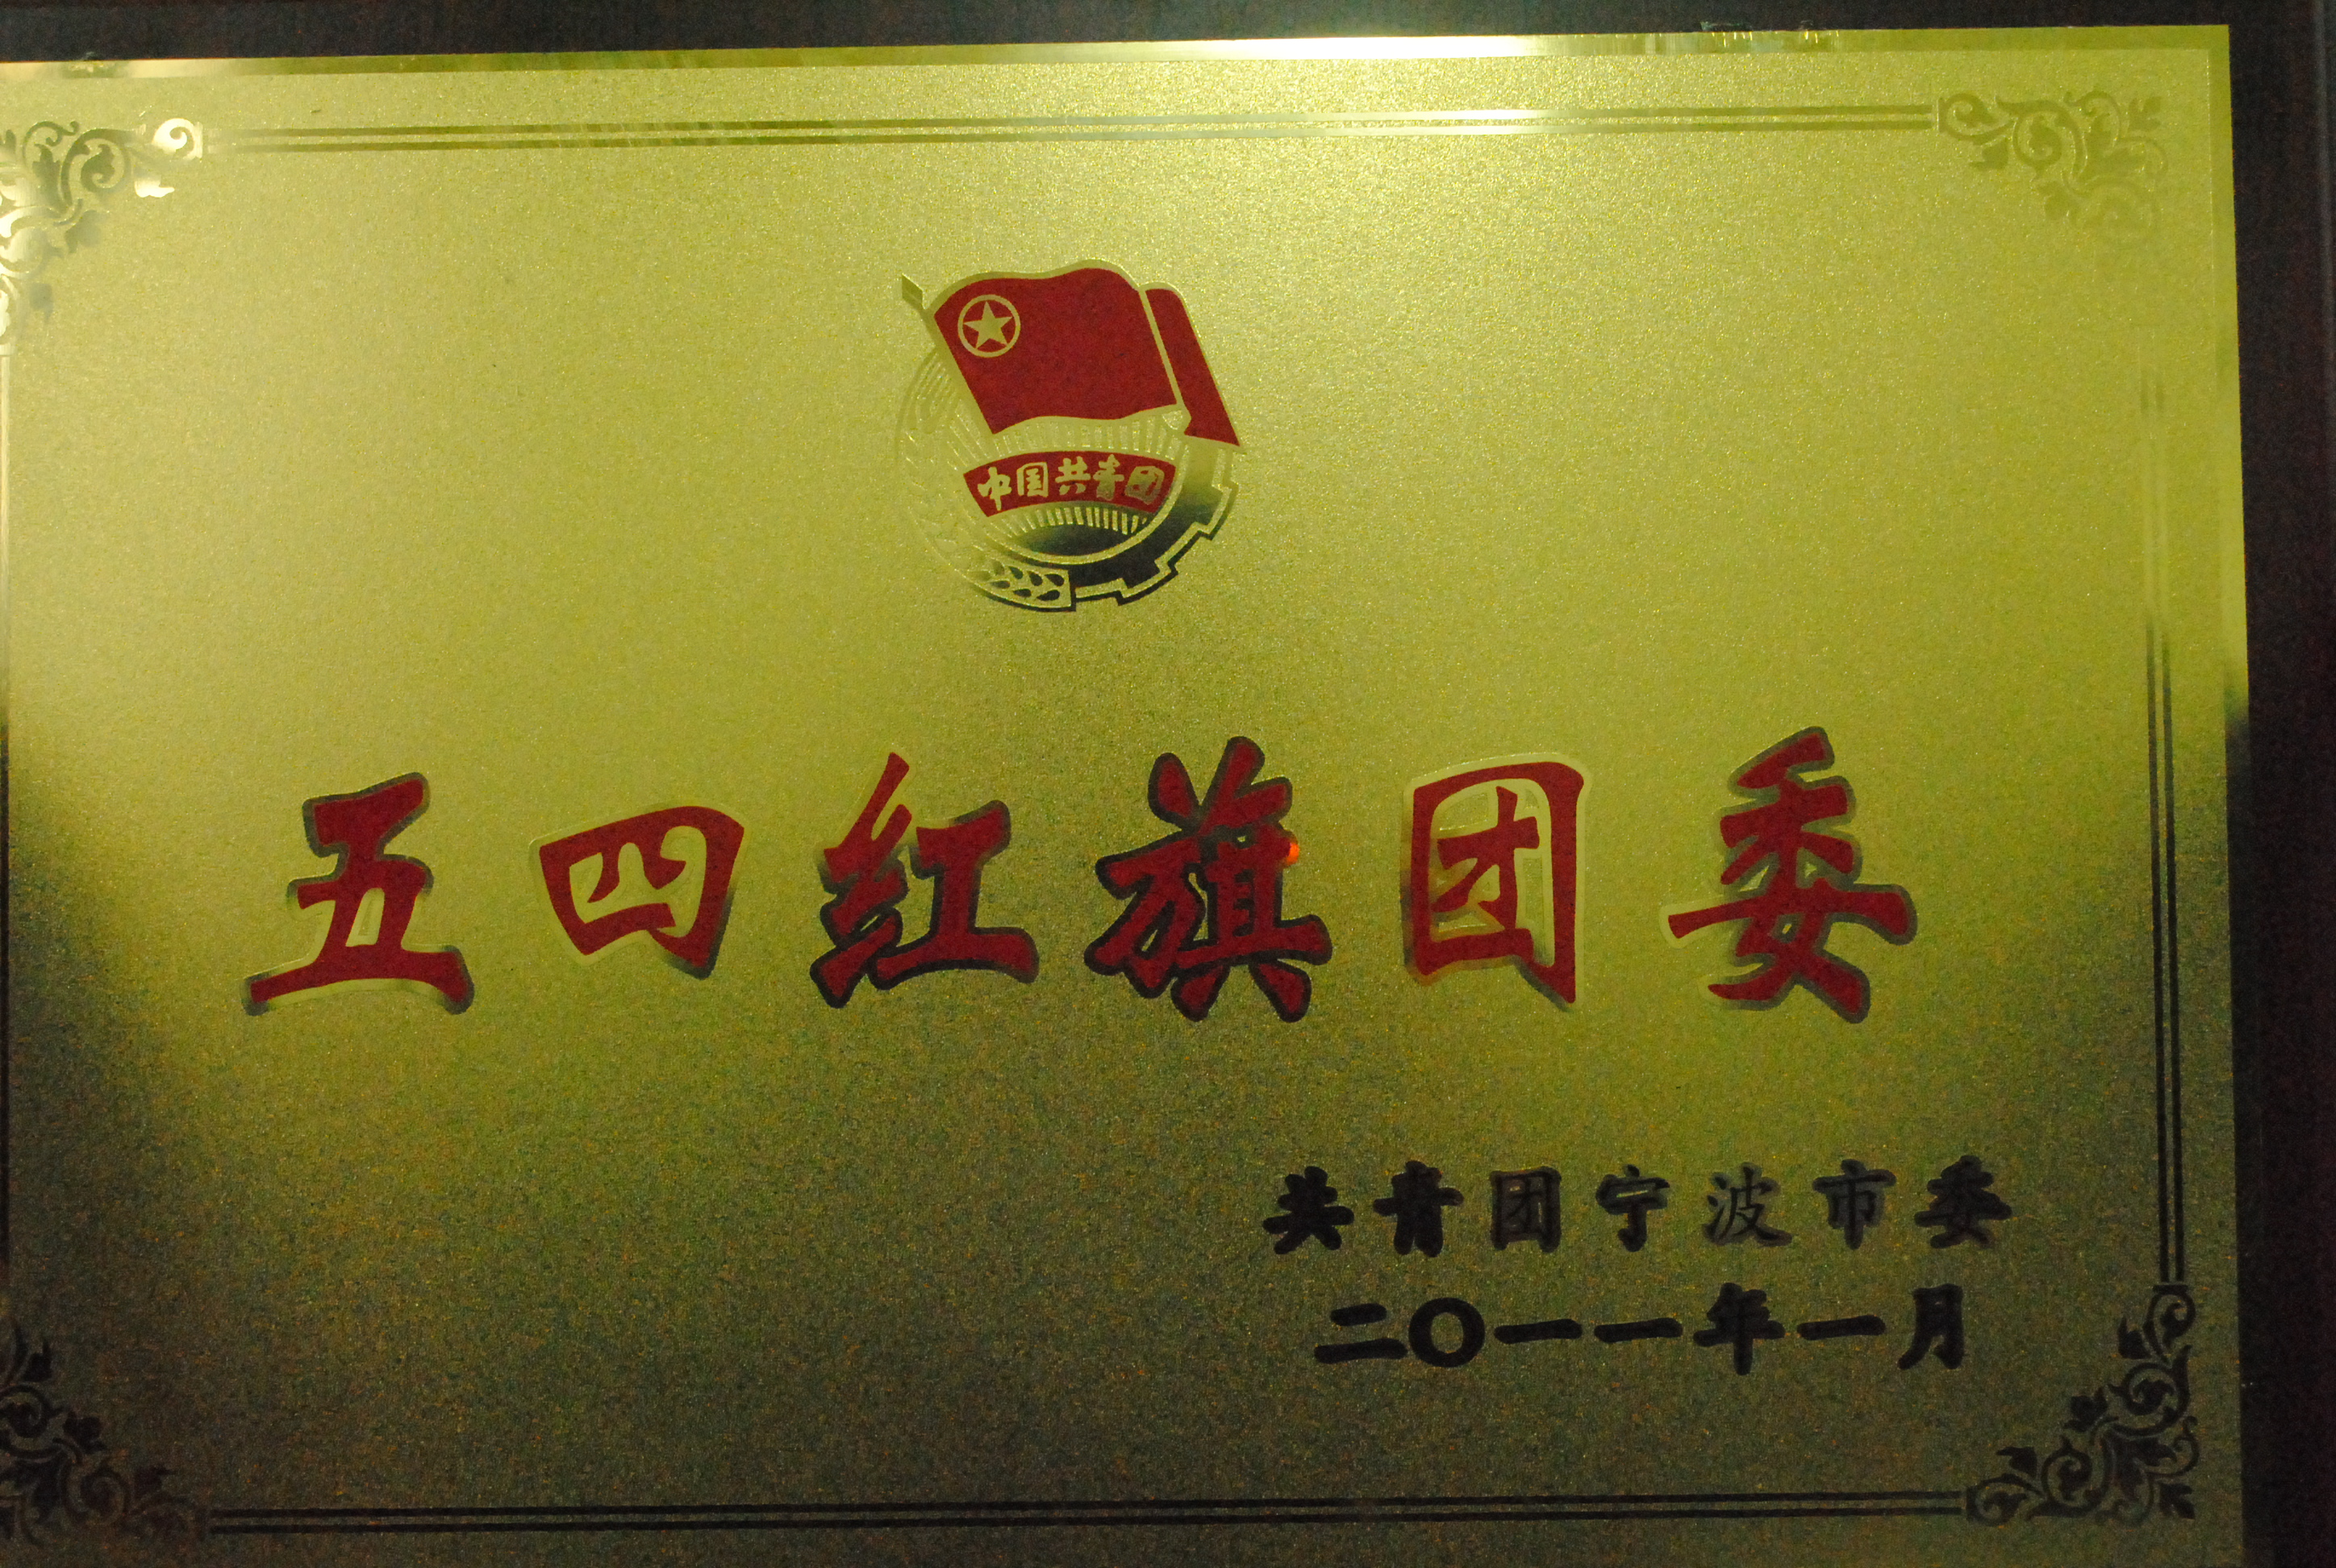 中国共青团
五四红旗团委
共青团宁波市委
二〇一一年一月